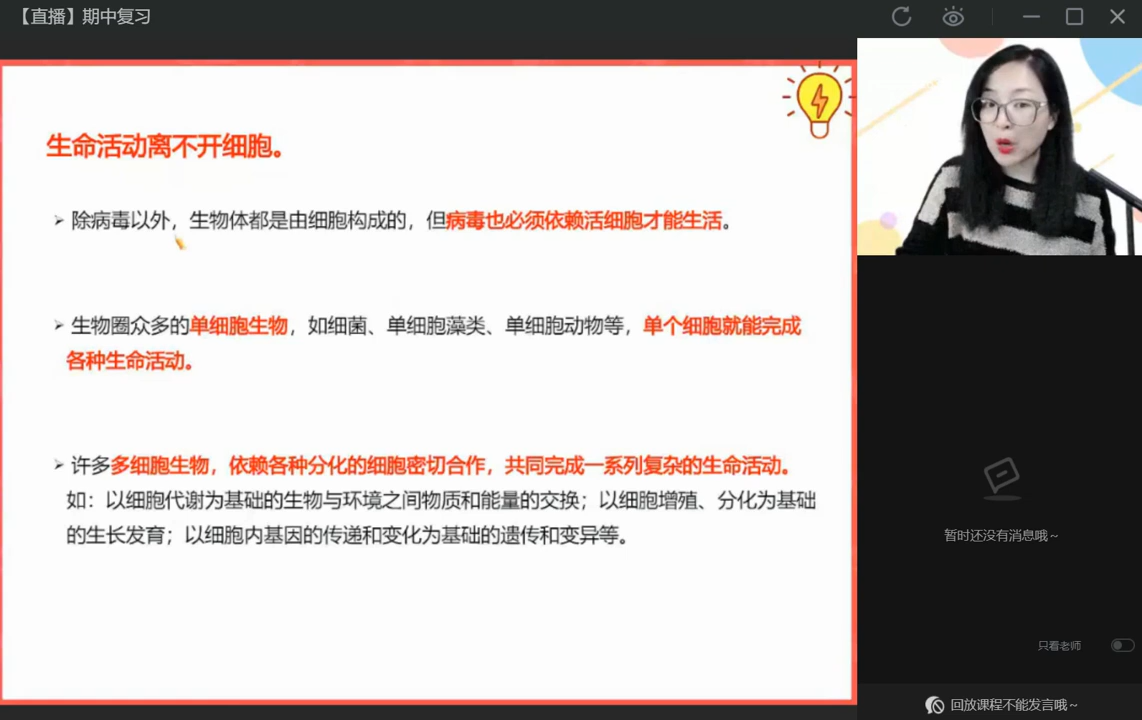 【直播】期中复习
生命活动离不开细胞。
➢ 除病毒以外，生物体都是由细胞构成的，但病毒也必须依赖活细胞才能生活。
➢ 生物圈众多的单细胞生物，如细菌、单细胞藻类、单细胞动物等，单个细胞就能完成
各种生命活动。
➢ 许多多细胞生物，依赖各种分化的细胞密切合作，共同完成一系列复杂的生命活动。
如：以细胞代谢为基础的生物与环境之间物质和能量的交换；以细胞增殖、分化为基础
的生长发育；以细胞内基因的传递和变化为基础的遗传和变异等。
暂时还没有消息哦～
只看老师
回放课程不能发言哦～